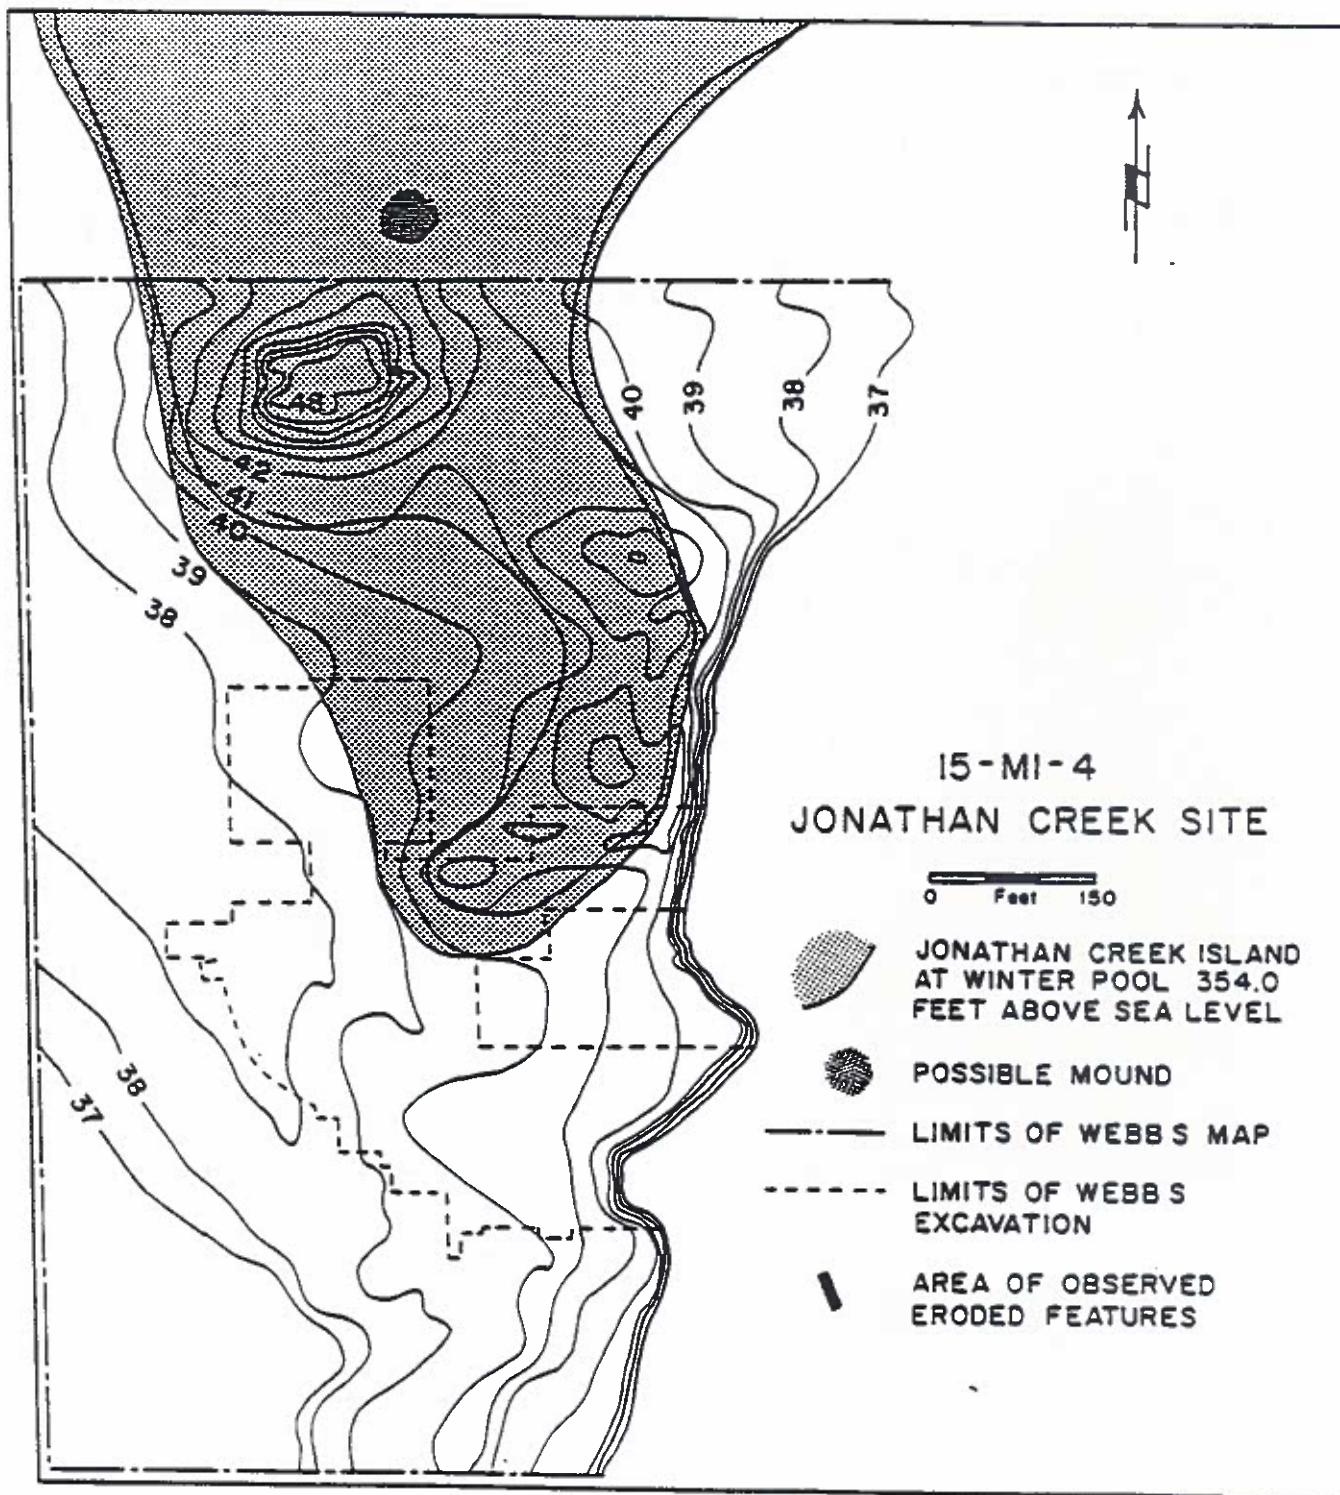 40
39
38
37
48
42
41
40
39
38
38
37
15-MI-4
JONATHAN CREEK SITE
0 Feet 150
JONATHAN CREEK ISLAND
AT WINTER POOL 354.0
FEET ABOVE SEA LEVEL
POSSIBLE MOUND
LIMITS OF WEBB S MAP
LIMITS OF WEBB S
EXCAVATION
AREA OF OBSERVED
ERODED FEATURES